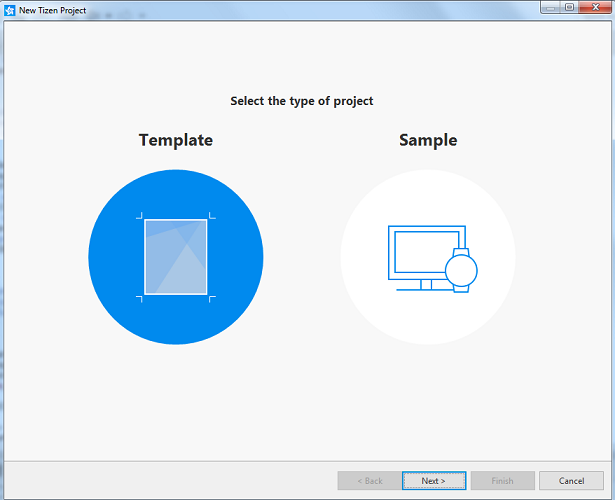 New Tizen Project
Select the type of project
Template
Sample
< Back
Next >
Finish
Cancel